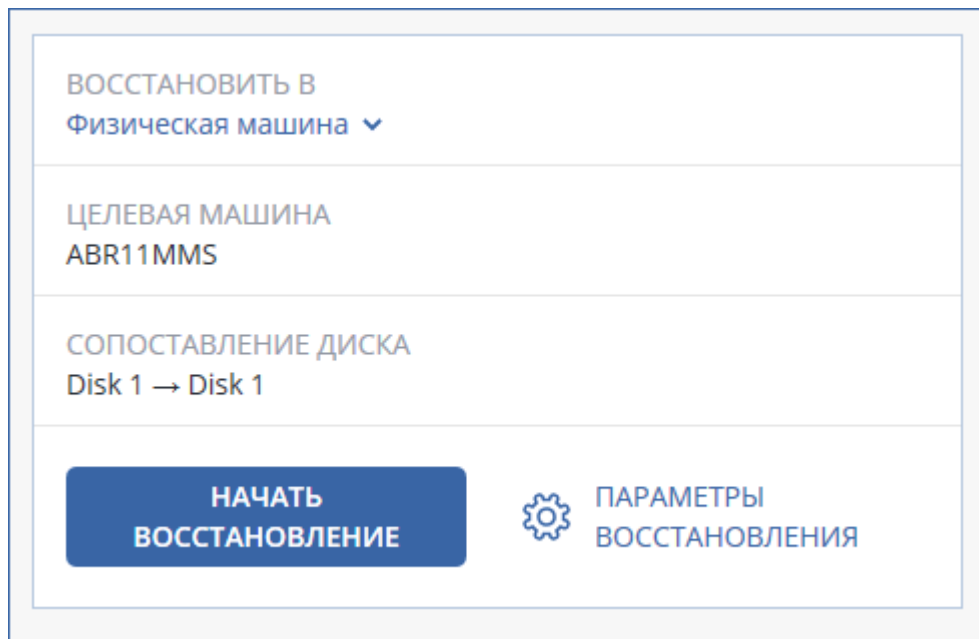 ВОССТАНОВИТЬ В
Физическая машина
ЦЕЛЕВАЯ МАШИНА
ABR11MMS
СОПОСТАВЛЕНИЕ ДИСКА
Disk 1 → Disk 1
НАЧАТЬ
ВОССТАНОВЛЕНИЕ
ПАРАМЕТРЫ
ВОССТАНОВЛЕНИЯ